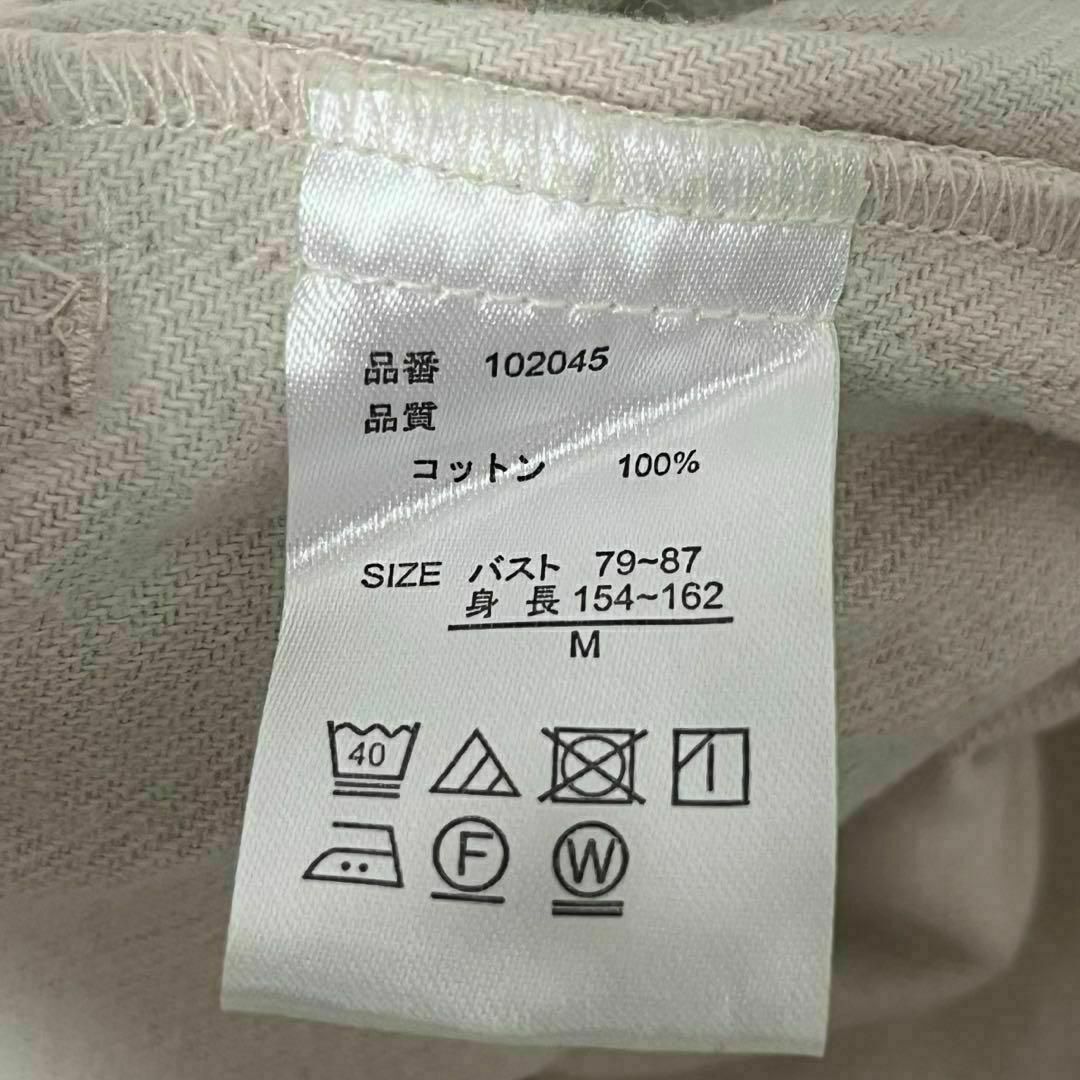 品番 102045
品質
コットン 100%
SIZE バスト 79~87
身長 154~162
M
40
F W